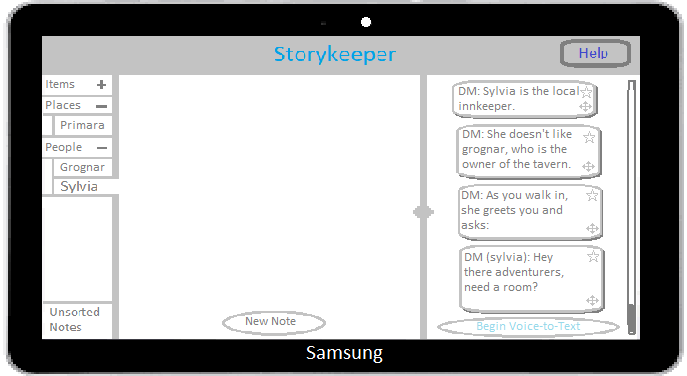 Storykeeper
Help
Items
Places
Primara
People
Grognar
Sylvia
Unsorted
Notes
New Note
DM: Sylvia is the local
innkeeper.
DM: She doesn't like
grognar, who is the
owner of the tavern.
DM: As you walk in,
she greets you and
asks:
DM (sylvia): Hey
there adventurers,
need a room?
Begin Voice-to-Text
Samsung